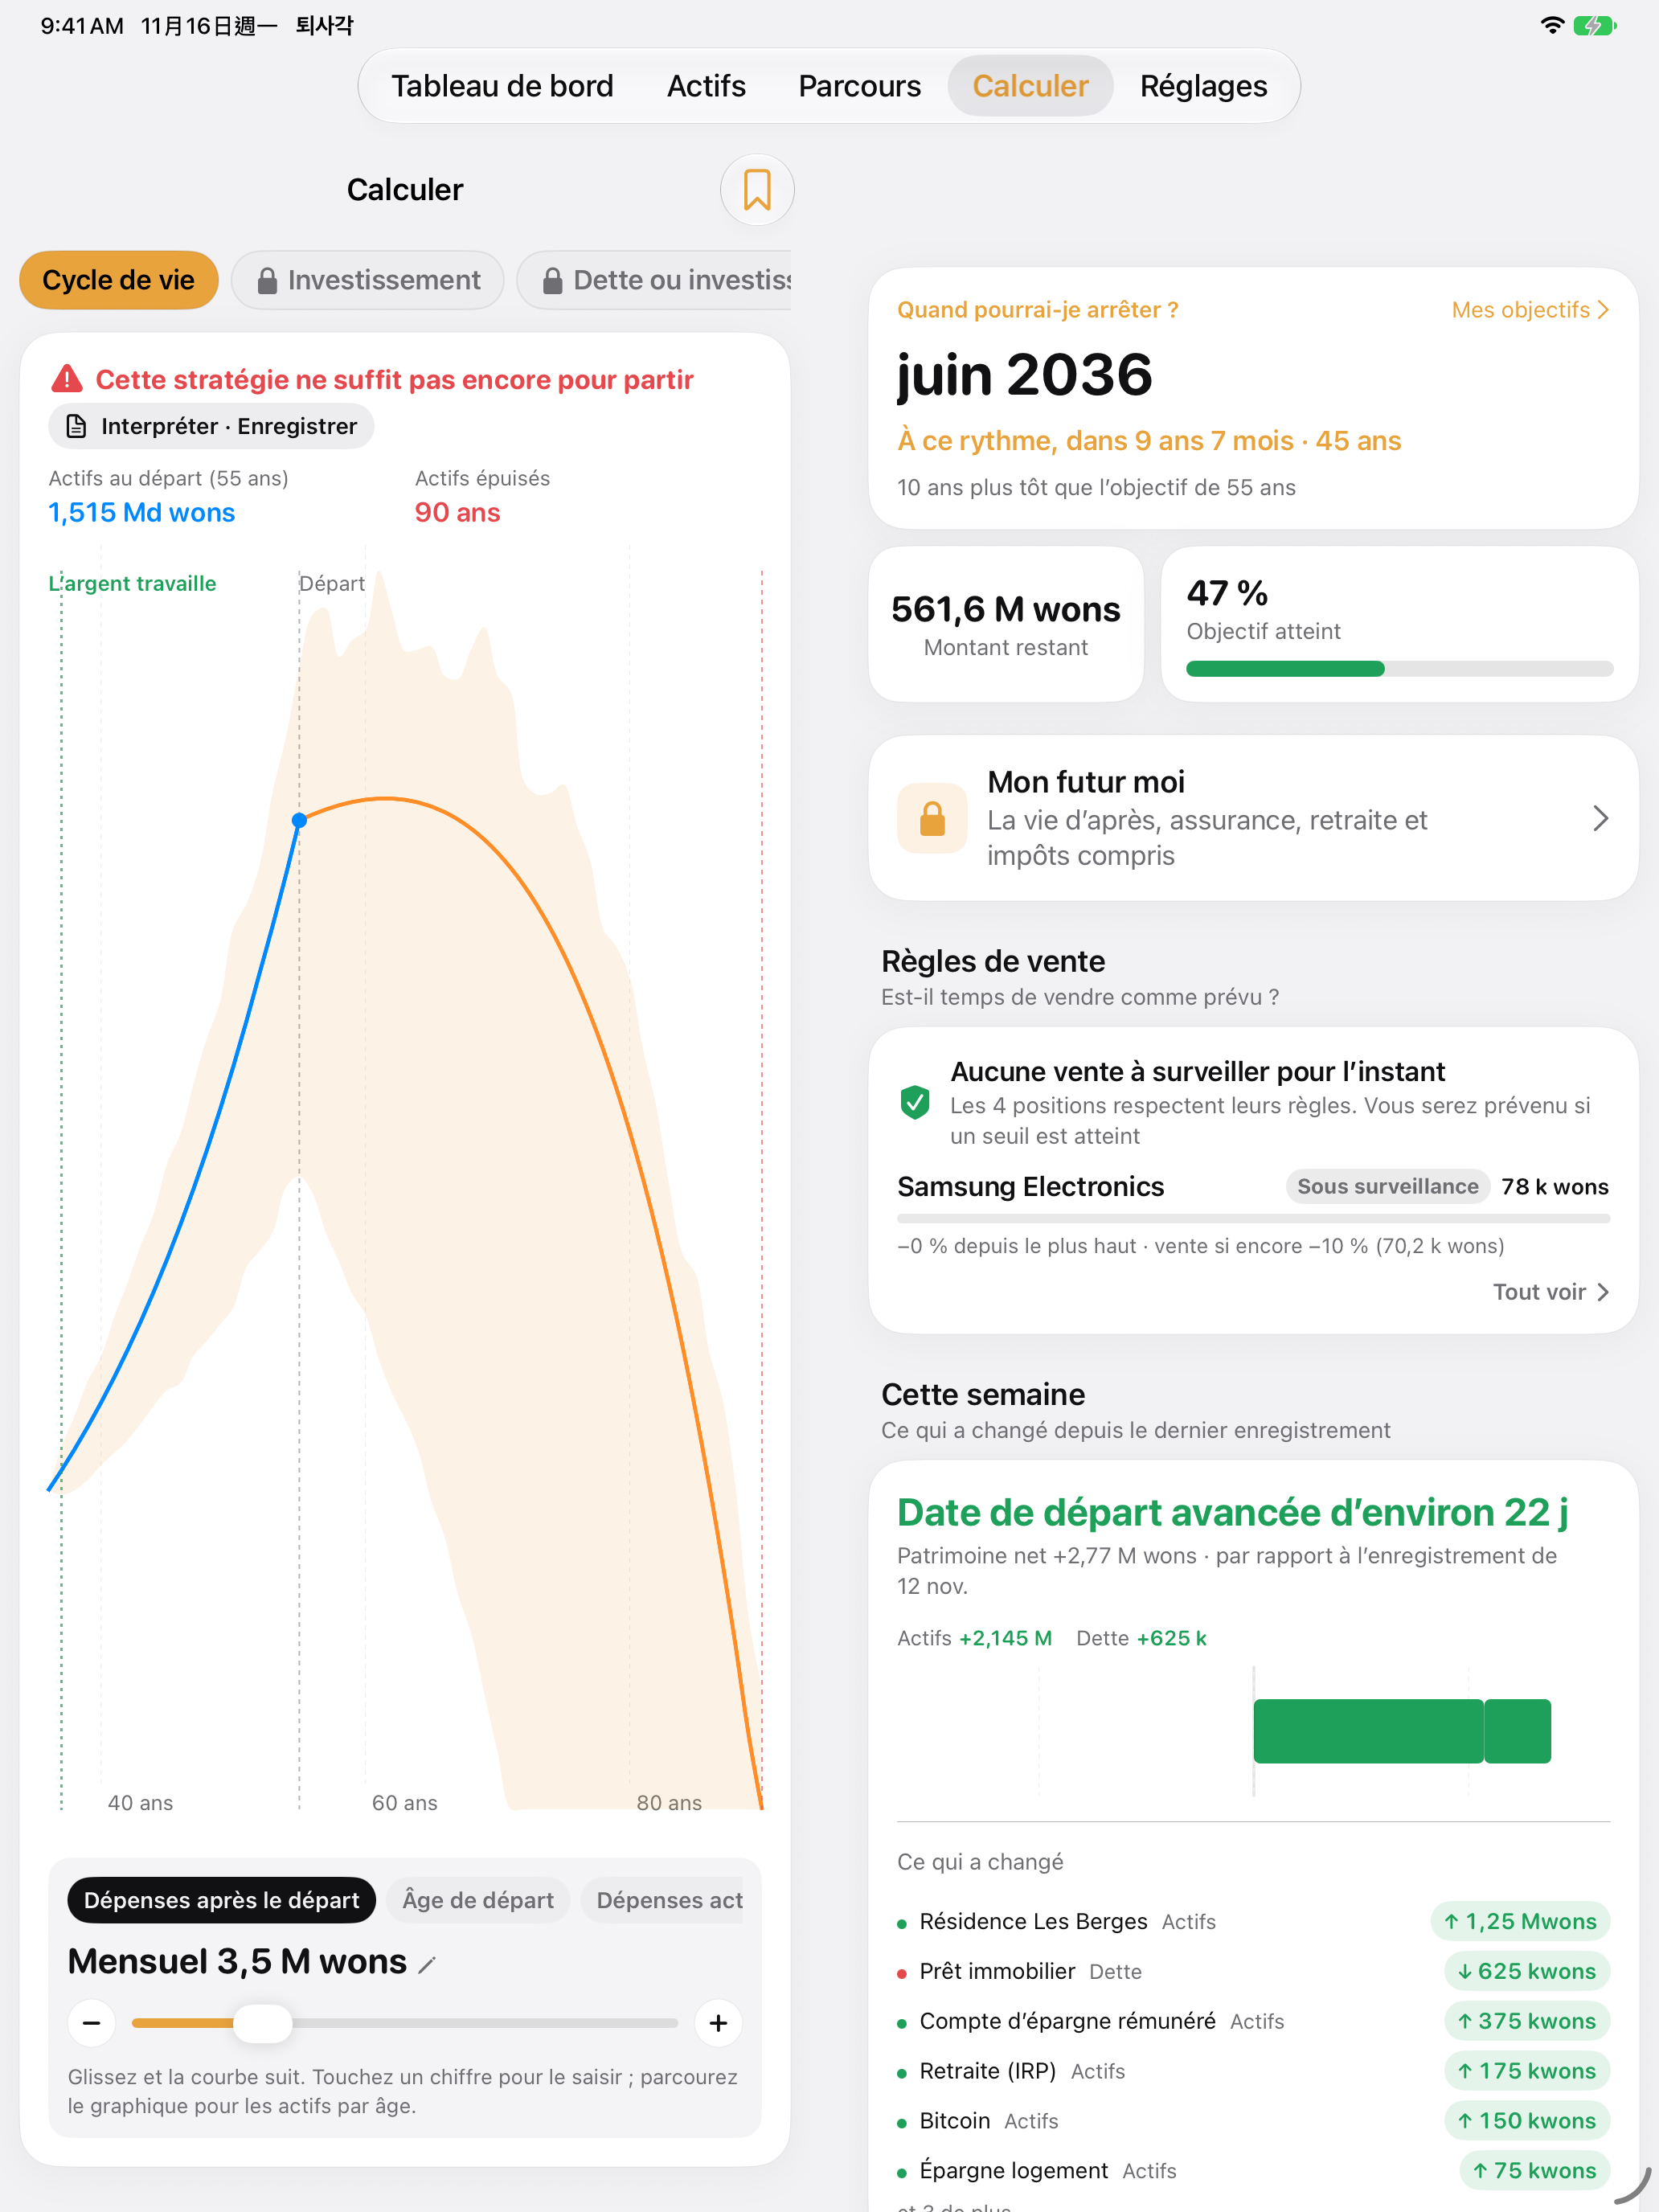 9:41 AM 11月16日週一 퇴사각
Tableau de bord
Actifs
Parcours
Calculer
Réglages
Calculer
Cycle de vie
Investissement
Dette ou investiss
Cette stratégie ne suffit pas encore pour partir
Interpréter · Enregistrer
Actifs au départ (55 ans)
1,515 Md wons
Actifs épuisés
90 ans
L'argent travaille
Départ
40 ans
60 ans
80 ans
Dépenses après le départ
Âge de départ
Dépenses act
Mensuel 3,5 M wons
Glissez et la courbe suit. Touchez un chiffre pour le saisir ; parcourez
le graphique pour les actifs par âge.
Quand pourrai-je arrêter ?
Mes objectifs
juin 2036
À ce rythme, dans 9 ans 7 mois · 45 ans
10 ans plus tôt que l’objectif de 55 ans
561,6 M wons
Montant restant
47 %
Objectif atteint
Mon futur moi
La vie d’après, assurance, retraite et
impôts compris
Règles de vente
Est-il temps de vendre comme prévu ?
Aucune vente à surveiller pour l’instant
Les 4 positions respectent leurs règles. Vous serez prévenu si
un seuil est atteint
Samsung Electronics
Sous surveillance
78 k wons
−0 % depuis le plus haut · vente si encore −10 % (70,2 k wons)
Tout voir
Cette semaine
Ce qui a changé depuis le dernier enregistrement
Date de départ avancée d’environ 22 j
Patrimoine net +2,77 M wons · par rapport à l’enregistrement de
12 nov.
Actifs +2,145 M
Dette +625 k
Ce qui a changé
Résidence Les Berges Actifs ↑ 1,25 Mwons
Prêt immobilier Dette ↓ 625 kwons
Compte d’épargne rémunéré Actifs ↑ 375 kwons
Retraite (IRP) Actifs ↑ 175 kwons
Bitcoin Actifs ↑ 150 kwons
Épargne logement Actifs ↑ 75 kwons
et 3 de plus